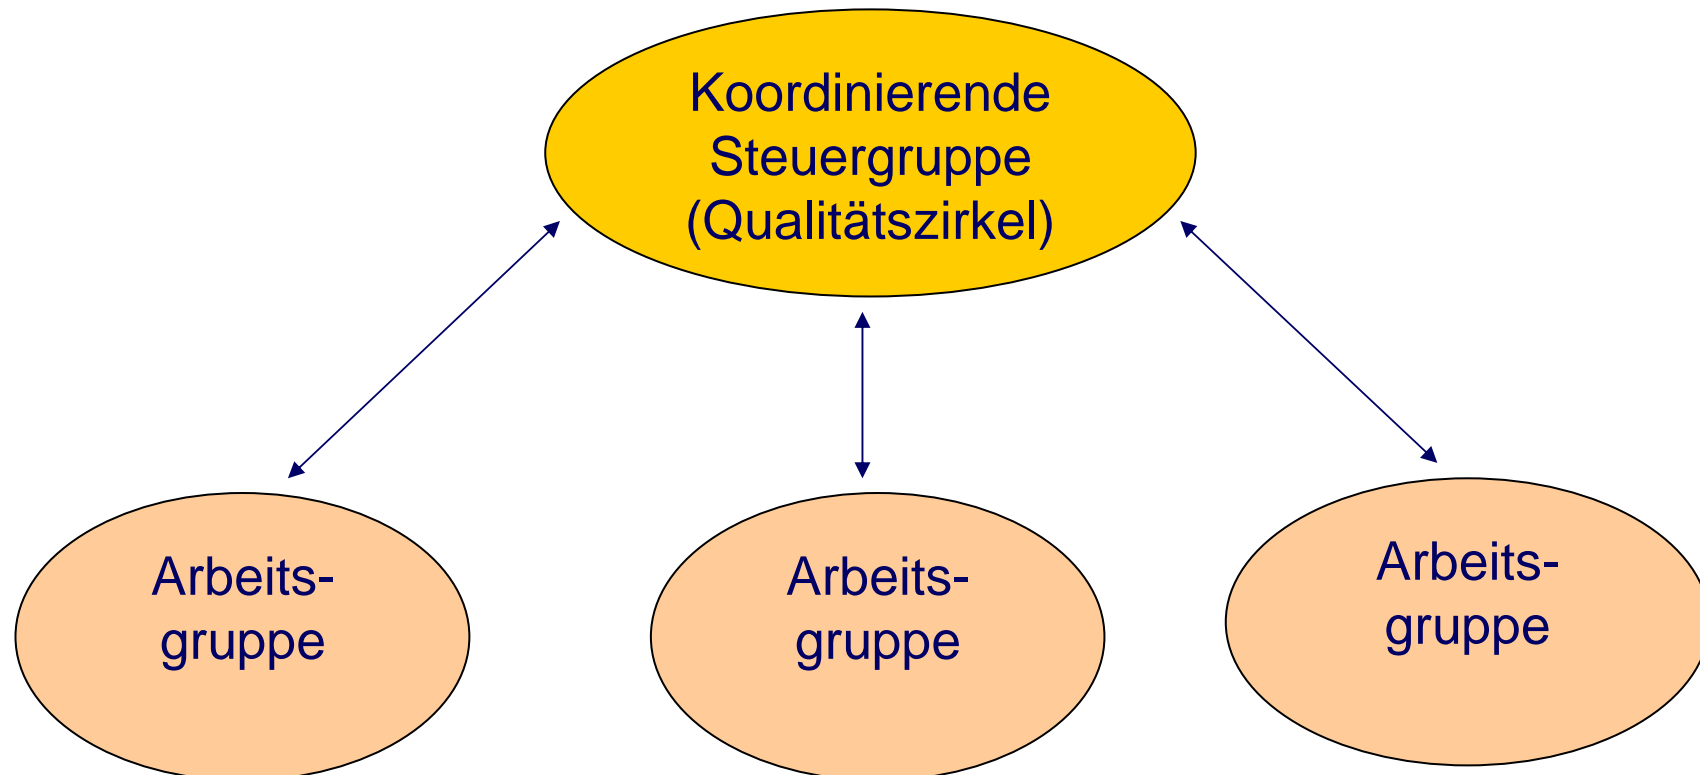 Koordinierende
Steuergruppe
(Qualitätszirkel)
Arbeits-
gruppe
Arbeits-
gruppe
Arbeits-
gruppe